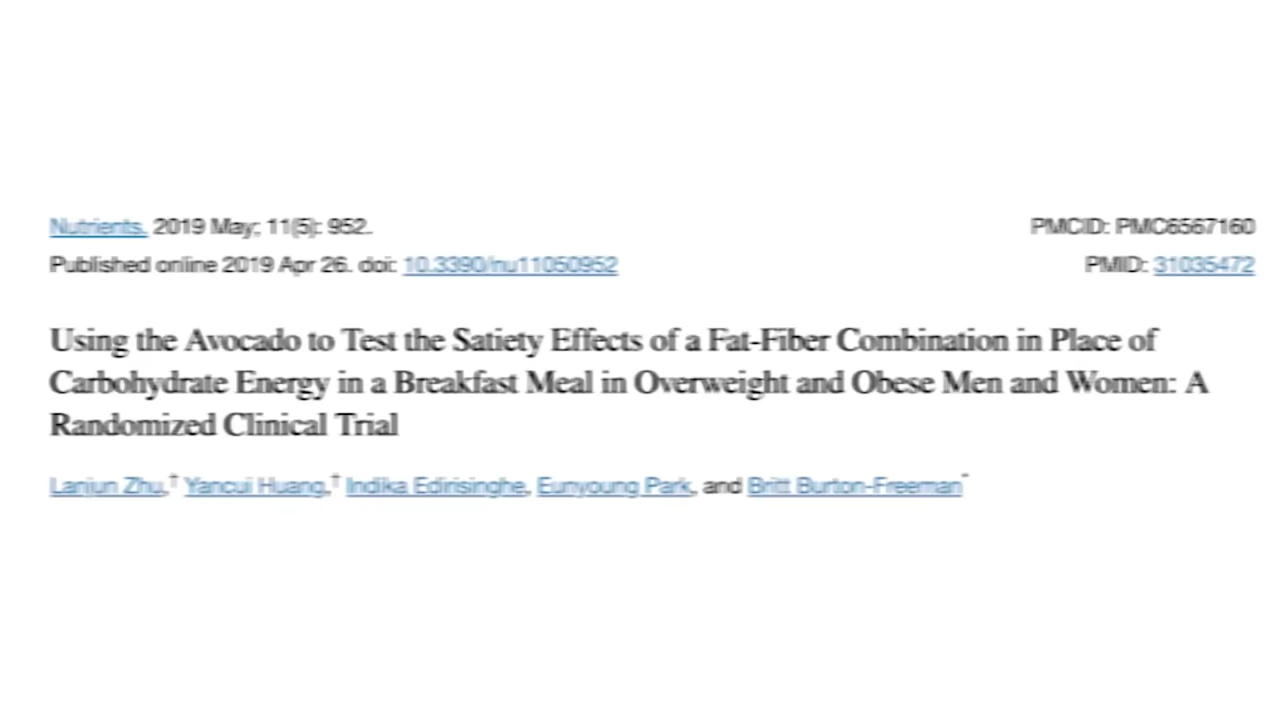 Nutrients. 2019 May; 11(5): 952.
PMCID: PMC6567160
Published online 2019 Apr 26. doi: 10.3390/nu11050952
PMID: 31035472
Using the Avocado to Test the Satiety Effects of a Fat-Fiber Combination in Place of
Carbohydrate Energy in a Breakfast Meal in Overweight and Obese Men and Women: A
Randomized Clinical Trial
Lanjun Zhu,† Yancui Huang,† Indika Edirisinghe, Eunyoung Park, and Britt Burton-Freeman*